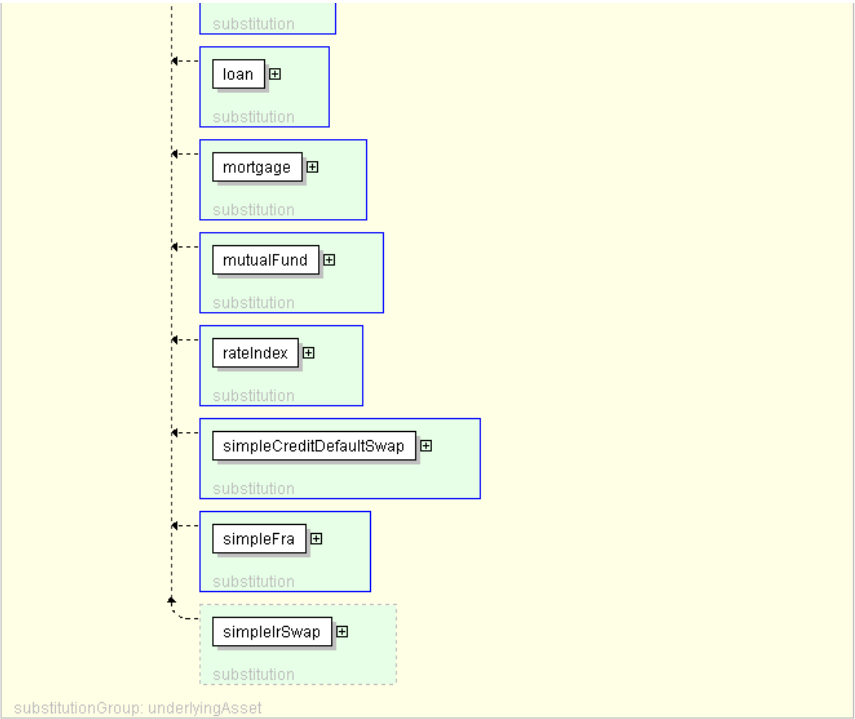 substitution
loan
substitution
mortgage
substitution
mutualFund
substitution
rateIndex
substitution
simpleCreditDefaultSwap
substitution
simpleFra
substitution
simpleIrSwap
substitution
substitutionGroup: underlyingAsset